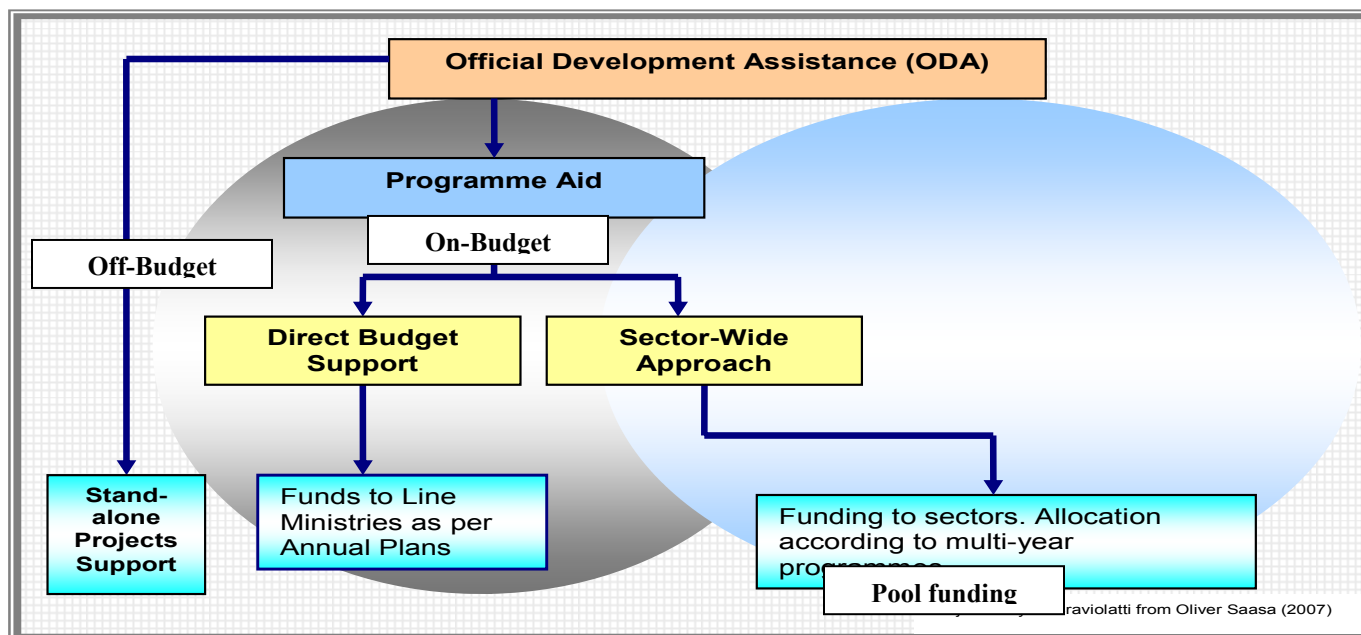 Official Development Assistance (ODA)
Programme Aid
On-Budget
Off-Budget
Direct Budget
Support
Sector-Wide
Approach
Stand-
alone
Projects
Support
Funds to Line
Ministries as per
Annual Plans
Funding to sectors. Allocation
according to multi-year
programmes
Pool funding
raviolatti from Oliver Saasa (2007)